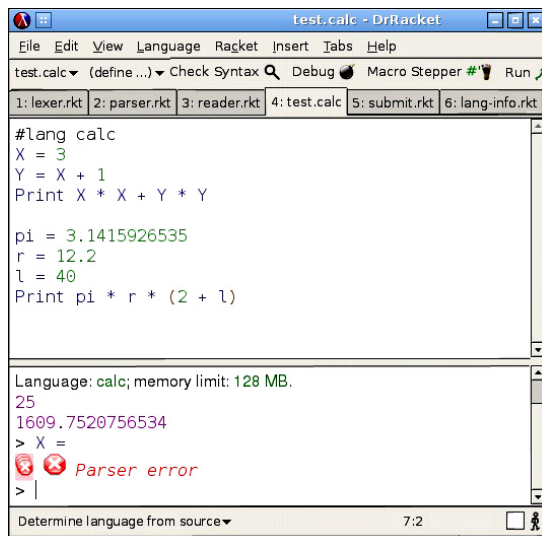 test.calc - DrRacket
File Edit View Language Racket Insert Tabs Help
test.calc (define ...) Check Syntax Debug Macro Stepper #' Run
1: lexer.rkt 2: parser.rkt 3: reader.rkt 4: test.calc 5: submit.rkt 6: lang-info.rkt
#lang calc
X = 3
Y = X + 1
Print X * X + Y * Y
pi = 3.1415926535
r = 12.2
l = 40
Print pi * r * (2 + l)
Language: calc; memory limit: 128 MB.
25
1609.7520756534
> X =
Parser error
>
Determine language from source 7:2